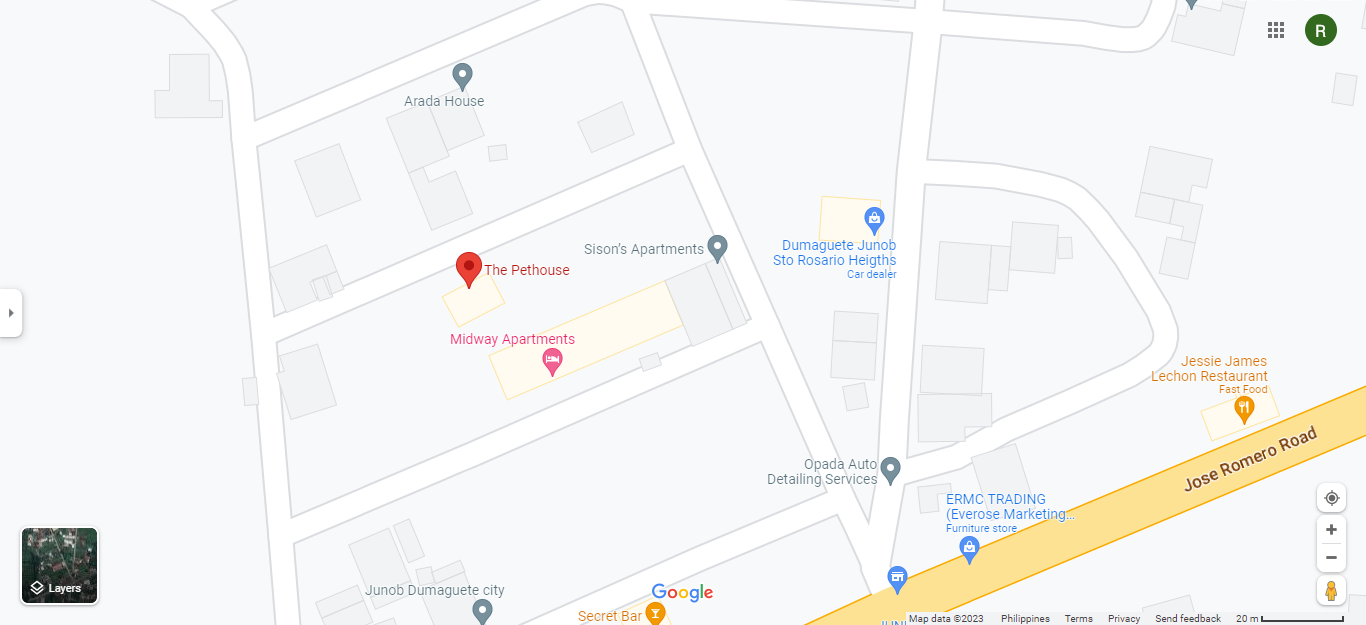 R
Arada House
Sison's Apartments
Dumaguete Junob
Sto Rosario Heigths
Car dealer
The Pethouse
Midway Apartments
Jessie James
Lechon Restaurant
Fast Food
Jose Romero Road
Opada Auto
Detailing Services
ERMC TRADING
(Everose Marketing...
Furniture store
Layers
Junob Dumaguete city
Google
Secret Bar
Map data ©2023 Philippines Terms Privacy Send feedback 20 m